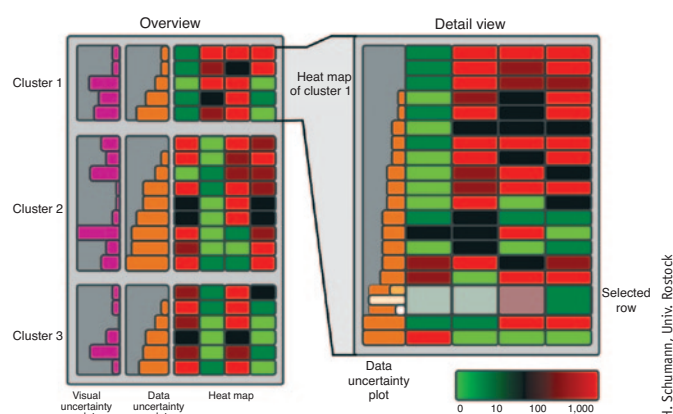 Overview
Detail view
Cluster 1
Heat map
of cluster 1
Cluster 2
Cluster 3
Selected
row
Visual
uncertainty
Data
uncertainty
Heat map
Data
uncertainty
plot
0 10 100 1,000
H. Schumann, Univ. Rostock